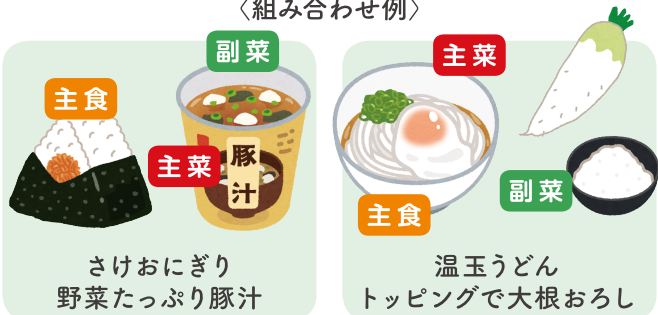 〈組み合わせ例〉
副菜
主食
主菜
豚汁
さけおにぎり
野菜たっぷり豚汁
主菜
副菜
主食
温玉うどん
トッピングで大根おろし